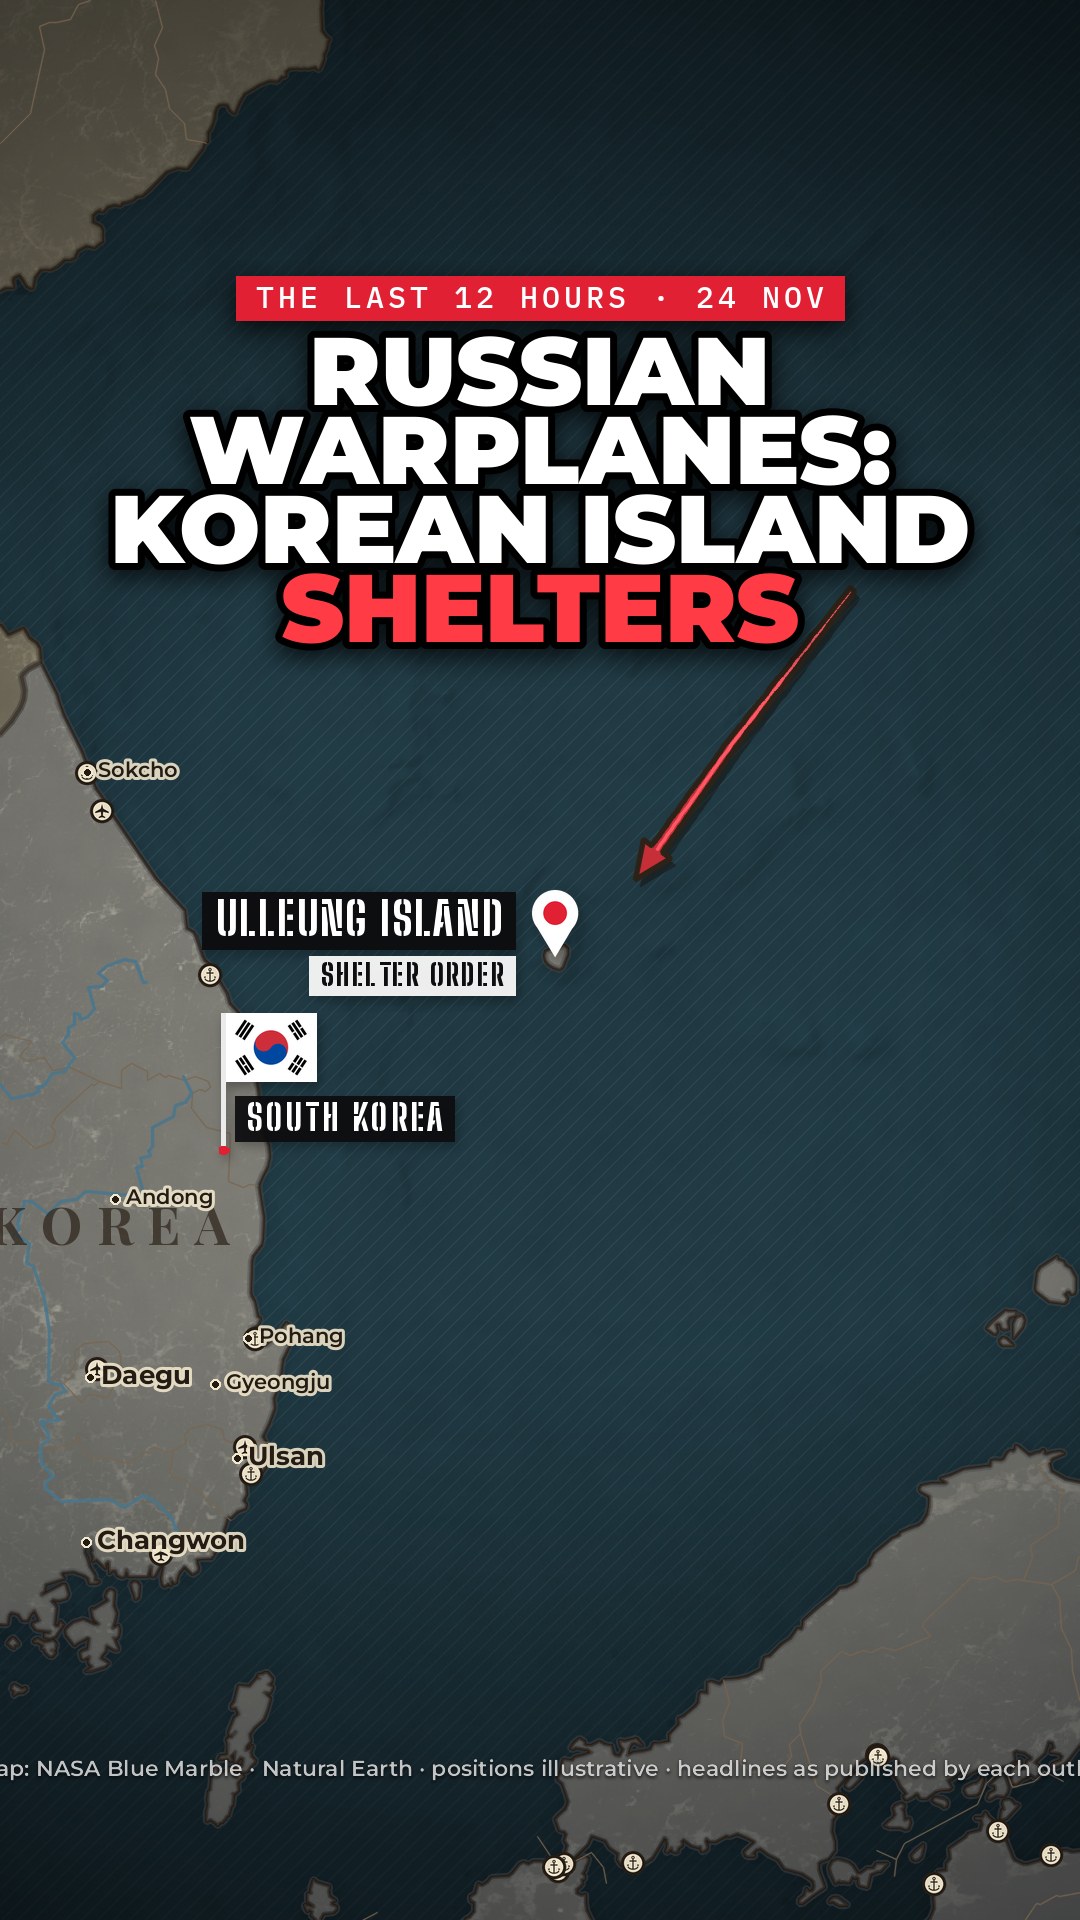 THE LAST 12 HOURS · 24 NOV
RUSSIAN
WARPLANES:
KOREAN ISLAND
SHELTERS
Sokcho
ULLEUNG ISLAND
SHELTER ORDER
SOUTH KOREA
Andong
KOREA
Pohang
Daegu
Gyeongju
Ulsan
Changwon
ap: NASA Blue Marble · Natural Earth · positions illustrative · headlines as published by each outl